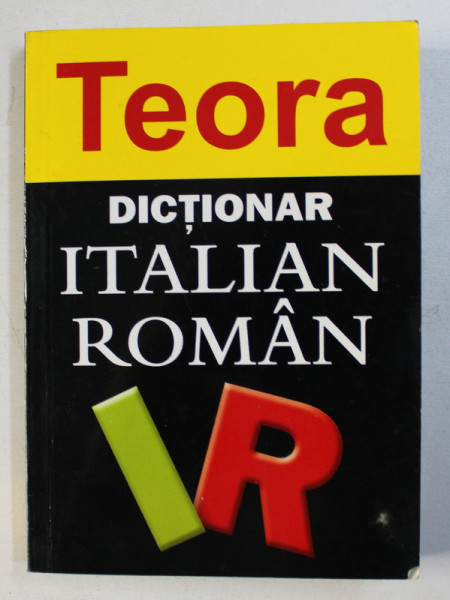 Teora
DICȚIONAR
ITALIAN
ROMÂN
IR